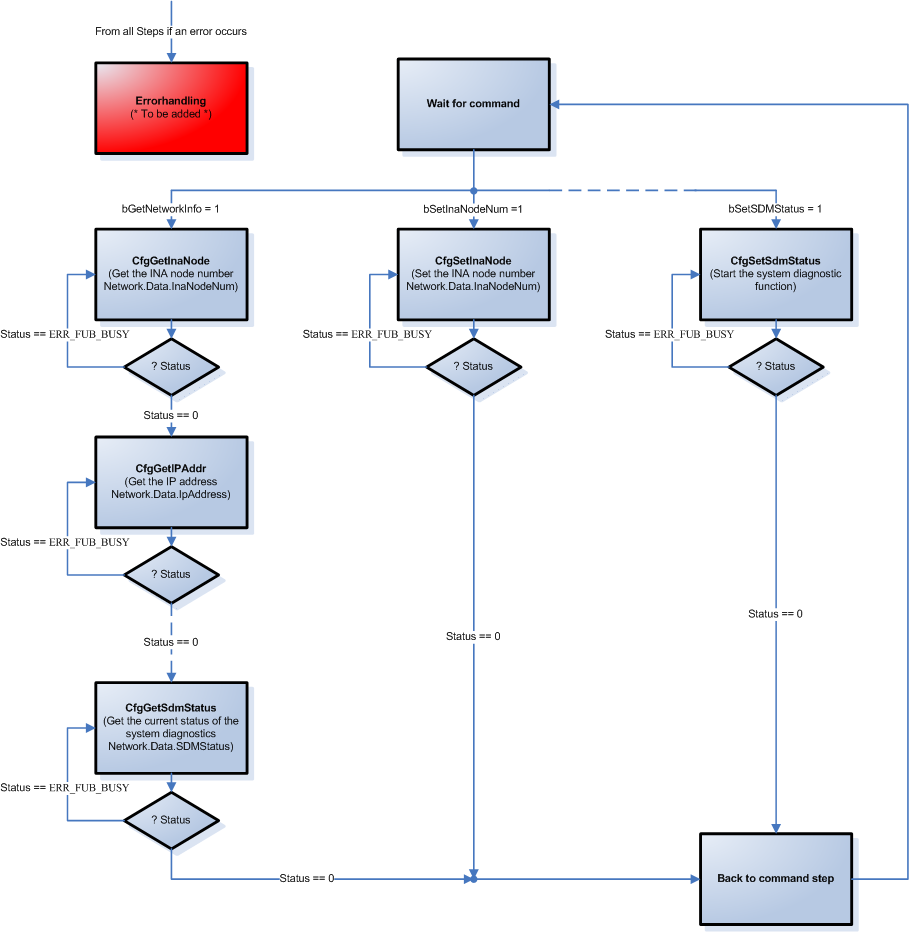 From all Steps if an error occurs
Errorhandling
(* To be added *)
Wait for command
bGetNetworkInfo = 1
bSetInaNodeNum =1
bSetSDMStatus = 1
CfgGetInaNode
(Get the INA node number
Network.Data.InaNodeNum)
CfgSetInaNode
(Set the INA node number
Network.Data.InaNodeNum)
CfgSetSdmStatus
(Start the system diagnostic
function)
Status == ERR_FUB_BUSY
Status == ERR_FUB_BUSY
Status == ERR_FUB_BUSY
? Status
? Status
? Status
Status == 0
CfgGetIPAddr
(Get the IP address
Network.Data.IpAddress)
Status == ERR_FUB_BUSY
? Status
Status == 0
Status == 0
Status == 0
CfgGetSdmStatus
(Get the current status of the
system diagnostics
Network.Data.SDMStatus)
Status == ERR_FUB_BUSY
? Status
Status == 0
Back to command step